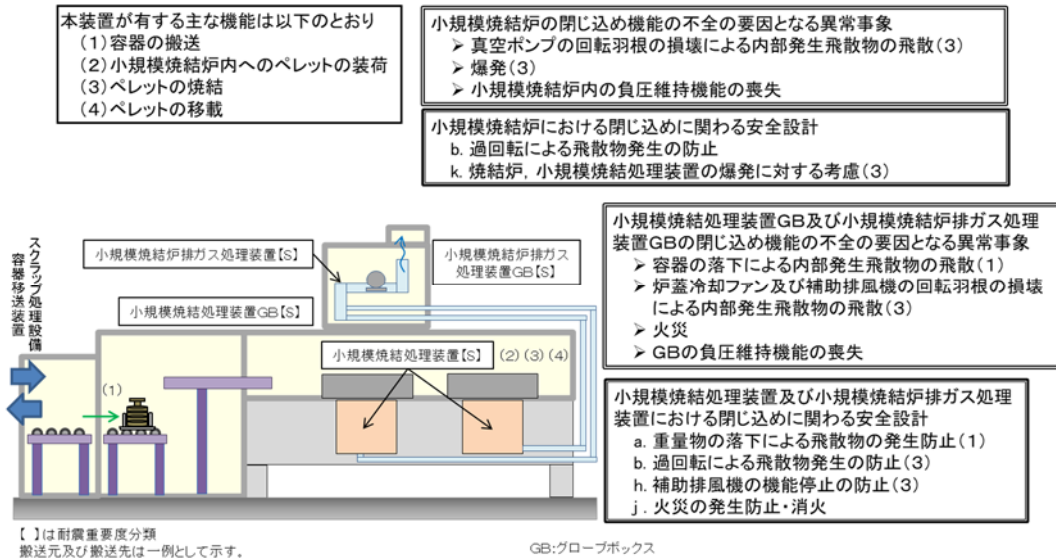 本装置が有する主な機能は以下のとおり
(1)容器の搬送
(2)小規模焼結炉内へのペレットの装荷
(3)ペレットの焼結
(4)ペレットの移載
小規模焼結炉の閉じ込め機能の不全の要因となる異常事象
➢ 真空ポンプの回転羽根の損壊による内部発生飛散物の飛散(3)
➢ 爆発(3)
➢ 小規模焼結炉内の負圧維持機能の喪失
小規模焼結炉における閉じ込めに関わる安全設計
b. 過回転による飛散物発生の防止
k. 焼結炉，小規模焼結処理装置の爆発に対する考慮(3)
小規模焼結処理装置GB及び小規模焼結炉排ガス処理
装置GBの閉じ込め機能の不全の要因となる異常事象
➢ 容器の落下による内部発生飛散物の飛散(1)
➢ 炉蓋冷却ファン及び補助排風機の回転羽根の損壊
による内部発生飛散物の飛散(3)
➢ 火災
➢ GBの負圧維持機能の喪失
小規模焼結処理装置及び小規模焼結炉排ガス処理
装置における閉じ込めに関わる安全設計
a. 重量物の落下による飛散物の発生防止(1)
b. 過回転による飛散物発生の防止(3)
h. 補助排風機の機能停止の防止(3)
j. 火災の発生防止・消火
スクラップ処理設備
容器移送装置
小規模焼結炉排ガス処理装置【S】
小規模焼結炉排ガス
処理装置GB【S】
小規模焼結処理装置GB【S】
小規模焼結処理装置【S】
(2) (3) (4)
(1)
【 】は耐震重要度分類
搬送元及び搬送先は一例として示す。
GB:グローブボックス